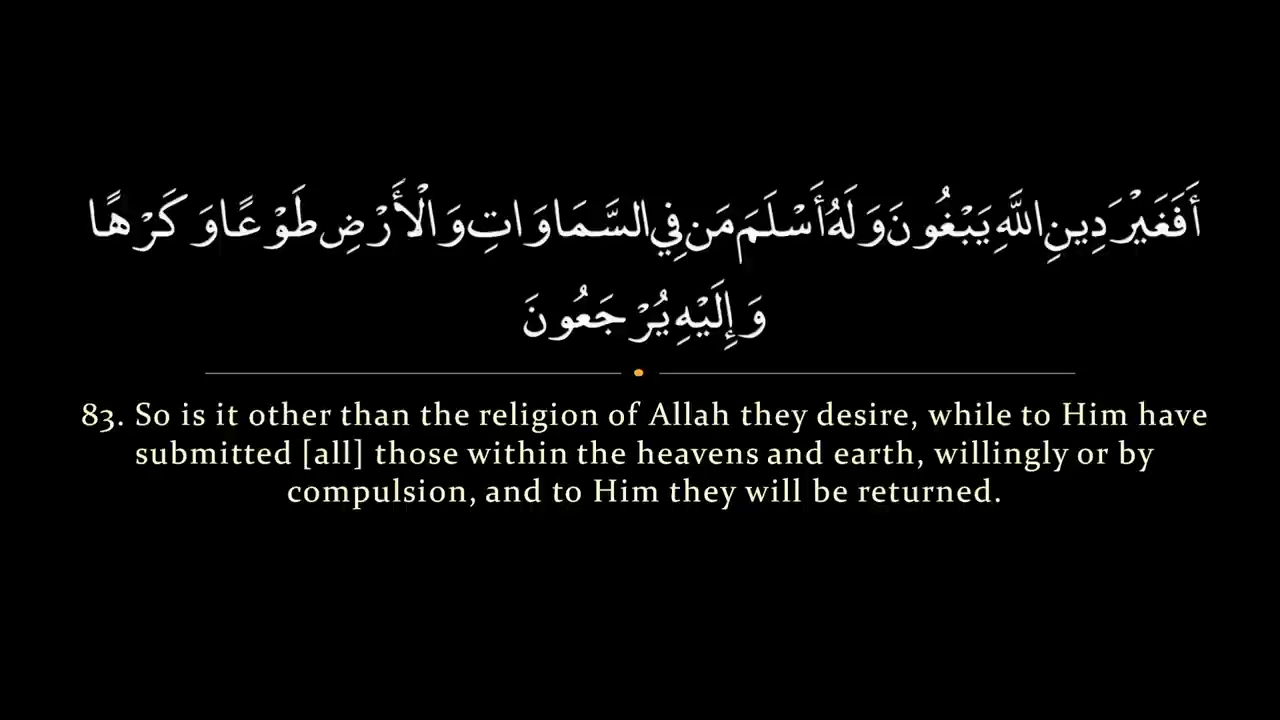 أَفَغَيْرَ دِينِ اللَّهِ يَبْغُونَ وَلَهُ أَسْلَمَ مَن فِي السَّمَاوَاتِ وَالْأَرْضِ طَوْعًا وَكَرْهًا
وَإِلَيْهِ يُرْجَعُونَ
83. So is it other than the religion of Allah they desire, while to Him have
submitted [all] those within the heavens and earth, willingly or by
compulsion, and to Him they will be returned.